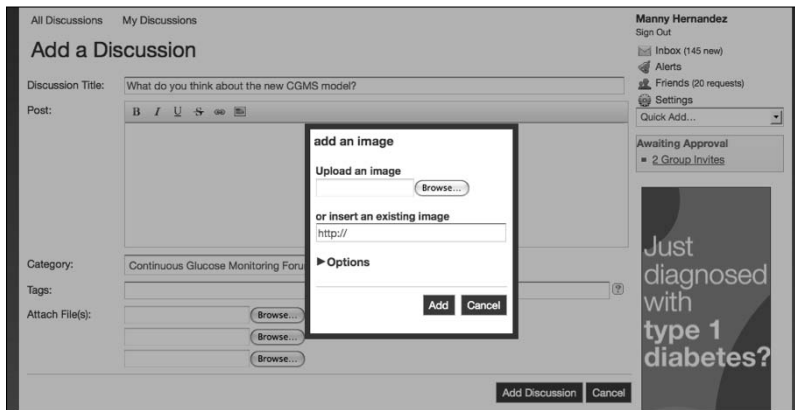 All Discussions My Discussions
Add a Discussion
Discussion Title: What do you think about the new CGMS model?
Post: B I U S
add an image
Upload an image
Browse...
or insert an existing image
http://
▶Options
Add Cancel
Category: Continuous Glucose Monitoring Foru
Tags: ?
Attach File(s): Browse...
Browse...
Browse...
Add Discussion Cancel
Manny Hernandez
Sign Out
Inbox (145 new)
Alerts
Friends (20 requests)
Settings
Quick Add...
Awaiting Approval
2 Group Invites
Just
diagnosed
with
type 1
diabetes?